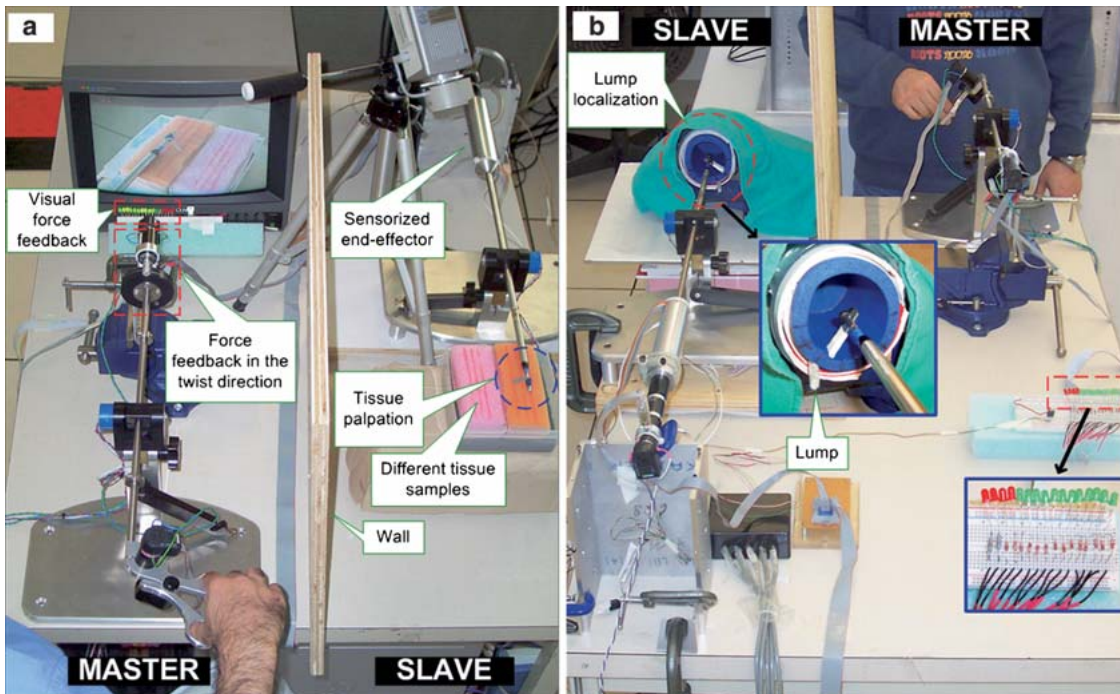 a
Visual
force
feedback
Sensorized
end-effector
Force
feedback in the
twist direction
Tissue
palpation
Different tissue
samples
Wall
MASTER
SLAVE
b
SLAVE
MASTER
Lump
localization
Lump